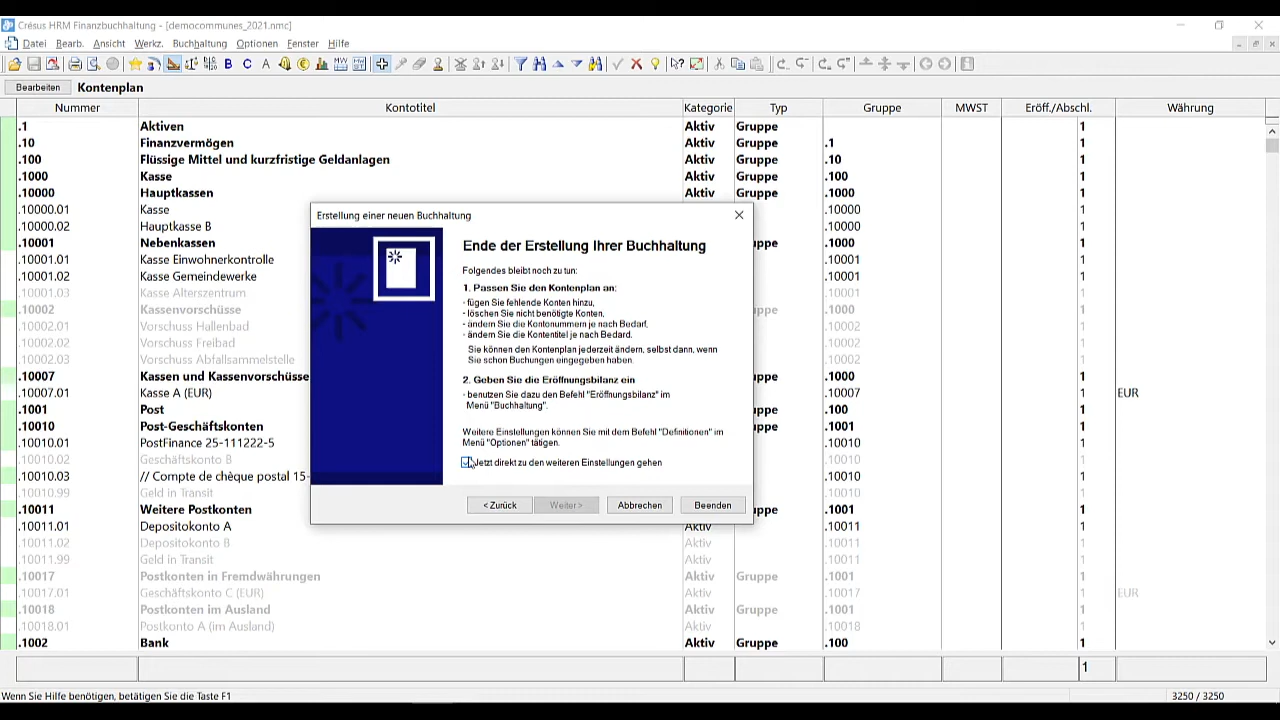 Crésus HRM Finanzbuchhaltung - [democommunes_2021.nmc]
Datei Bearb. Ansicht Werkz. Buchhaltung Optionen Fenster Hilfe
Bearbeiten Kontenplan
Nummer Kontotitel Kategorie Typ Gruppe MWST Eröff./Abschl. Währung
.1 Aktiven Aktiv Gruppe 1
.10 Finanzvermögen Aktiv Gruppe .1 1
.100 Flüssige Mittel und kurzfristige Geldanlagen Aktiv Gruppe .10 1
.1000 Kasse Aktiv Gruppe .100 1
.10000 Hauptkassen Aktiv Gruppe .1000 1
.10000.01 Kasse .10000 1
.10000.02 Hauptkasse B .10000 1
.10001 Nebenkassen uppe .1000 1
.10001.01 Kasse Einwohnerkontrolle .10001 1
.10001.02 Kasse Gemeindewerke .10001 1
.10001.03 Kasse Alterszentrum .10001 1
.10002 Kassenvorschüsse uppe .1000 1
.10002.01 Vorschuss Hallenbad .10002 1
.10002.02 Vorschuss Freibad .10002 1
.10002.03 Vorschuss Abfallsammelstelle .10002 1
.10007 Kassen und Kassenvorschüsse uppe .1000 1
.10007.01 Kasse A (EUR) .10007 1 EUR
.1001 Post uppe .100 1
.10010 Post-Geschäftskonten uppe .1001 1
.10010.01 PostFinance 25-111222-5 .10010 1
.10010.02 Geschäftskonto B .10010 1
.10010.03 // Compte de chèque postal 15- .10010 1
.10010.99 Geld in Transit .10010 1
.10011 Weitere Postkonten uppe .1001 1
.10011.01 Depositokonto A Aktiv .10011 1
.10011.02 Depositokonto B Aktiv .10011 1
.10011.99 Geld in Transit Aktiv .10011 1
.10017 Postkonten in Fremdwährungen Aktiv Gruppe .1001 1
.10017.01 Geschäftskonto C (EUR) Aktiv .10017 1 EUR
.10018 Postkonten im Ausland Aktiv Gruppe .1001 1
.10018.01 Postkonto A (im Ausland) Aktiv .10018 1
.1002 Bank Aktiv Gruppe .100 1
1
Wenn Sie Hilfe benötigen, betätigen Sie die Taste F1 3250 / 3250
Erstellung einer neuen Buchhaltung
Ende der Erstellung Ihrer Buchhaltung
Folgendes bleibt noch zu tun:
1. Passen Sie den Kontenplan an:
- fügen Sie fehlende Konten hinzu,
- löschen Sie nicht benötigte Konten,
- ändern Sie die Kontonummern je nach Bedarf,
- ändern Sie die Kontentitel je nach Bedard.
Sie können den Kontenplan jederzeit ändern, selbst dann, wenn
Sie schon Buchungen eingegeben haben.
2. Geben Sie die Eröffnungsbilanz ein
- benutzen Sie dazu den Befehl "Eröffnungsbilanz" im
Menü "Buchhaltung".
Weitere Einstellungen können Sie mit dem Befehl "Definitionen" im
Menü "Optionen" tätigen.
Jetzt direkt zu den weiteren Einstellungen gehen
< Zurück Weiter > Abbrechen Beenden